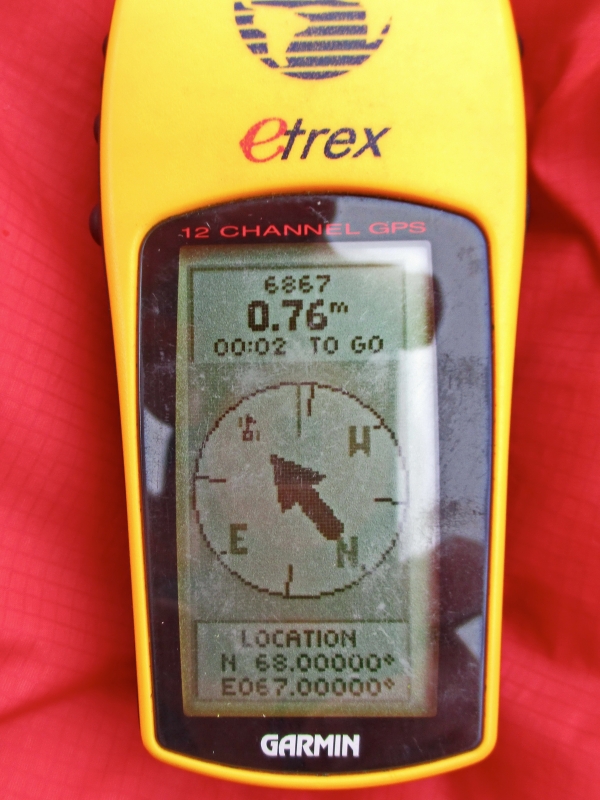 etrex
12 CHANNEL GPS
6867
0.76m
00:02 TO GO
S W
E N
LOCATION
N 68.00000°
E067.00000°
GARMIN